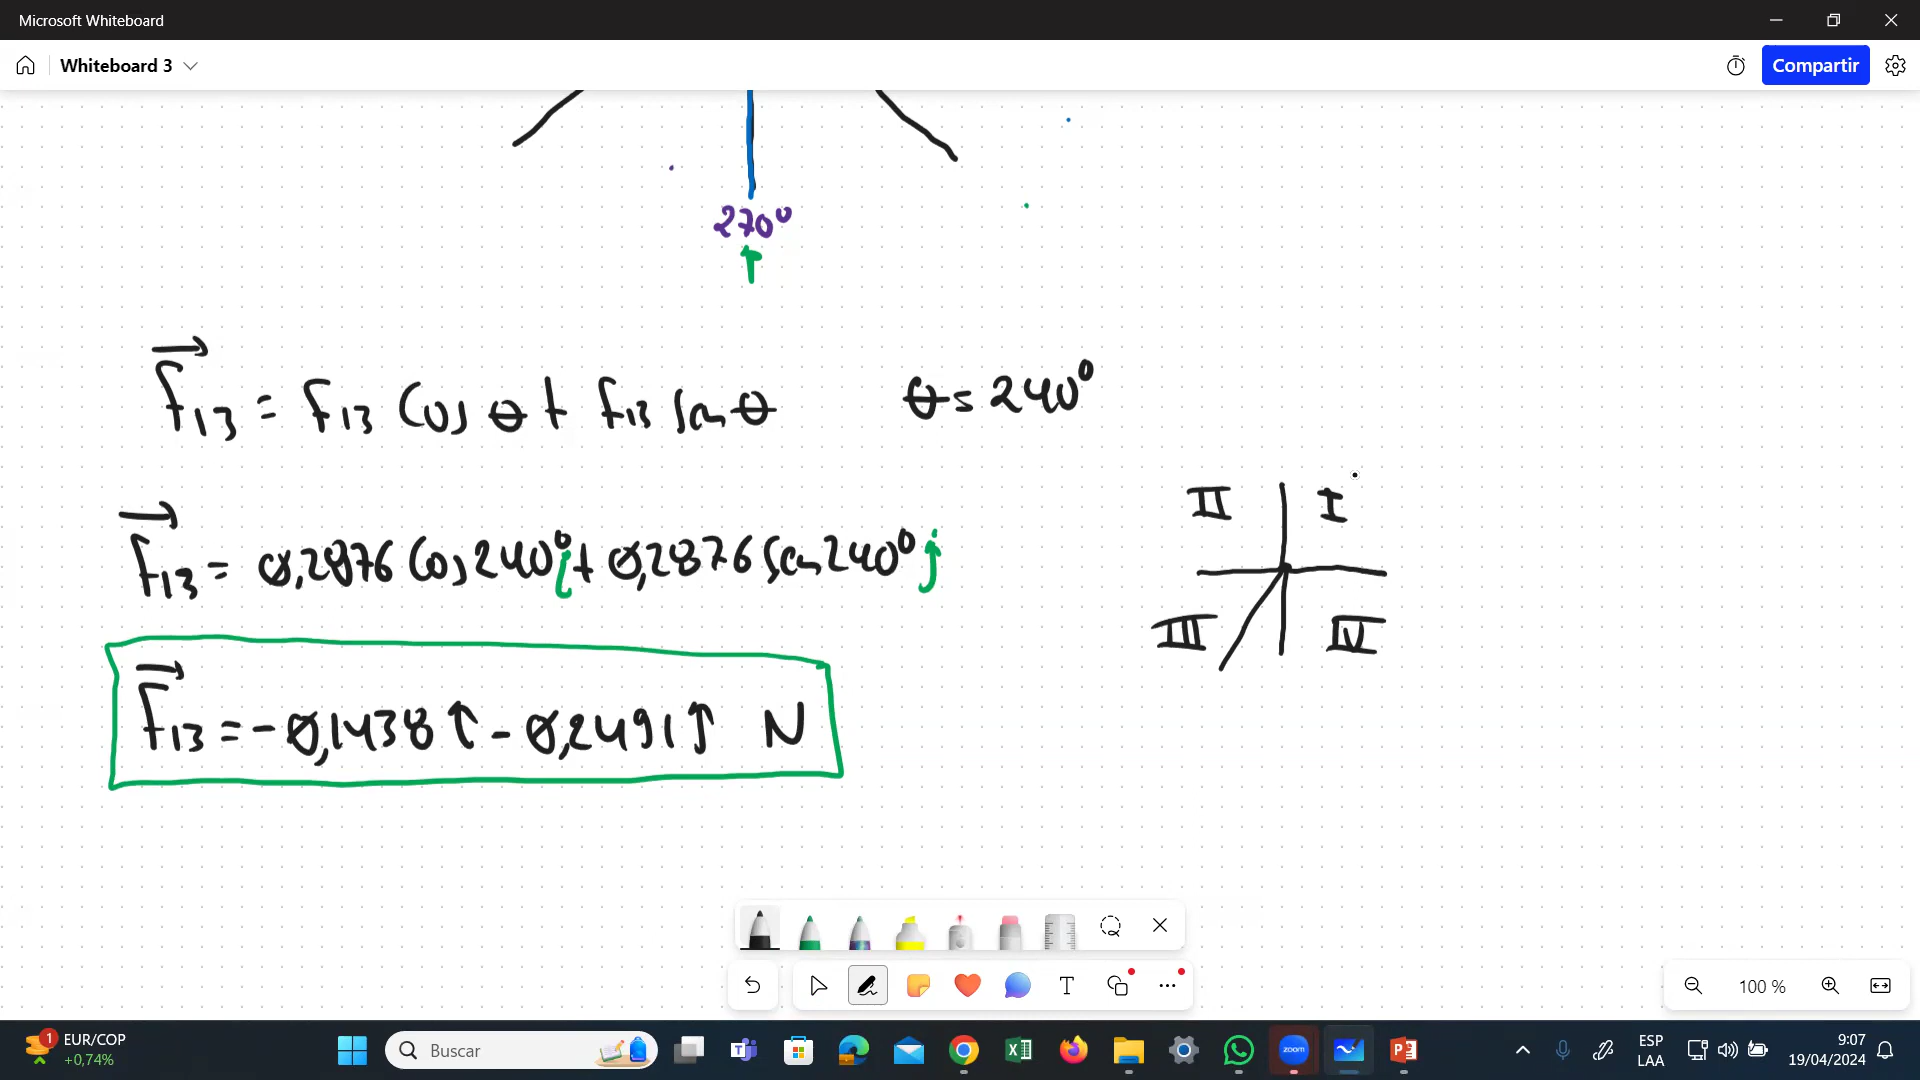 Microsoft Whiteboard
Whiteboard 3
Compartir
270°
F13 = F13 Cos θ + F13 Sen θ
θ = 240°
F13 = 0,2876 Cos 240° i + 0,2876 Sen 240° j
II I
III IV
F13 = -0,1438 î - 0,2491 ĵ N
100 %
1
EUR/COP
+0,74%
Buscar
zoom
ESP
LAA
9:07
19/04/2024